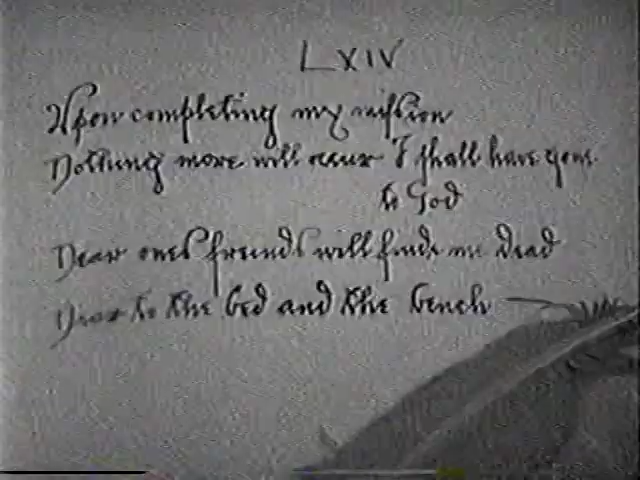 LXIV
Upon completing my mission
Nothing more will occur I shall have gone
to God
Dear ones friends will finde me dead
Near to the bed and the bench